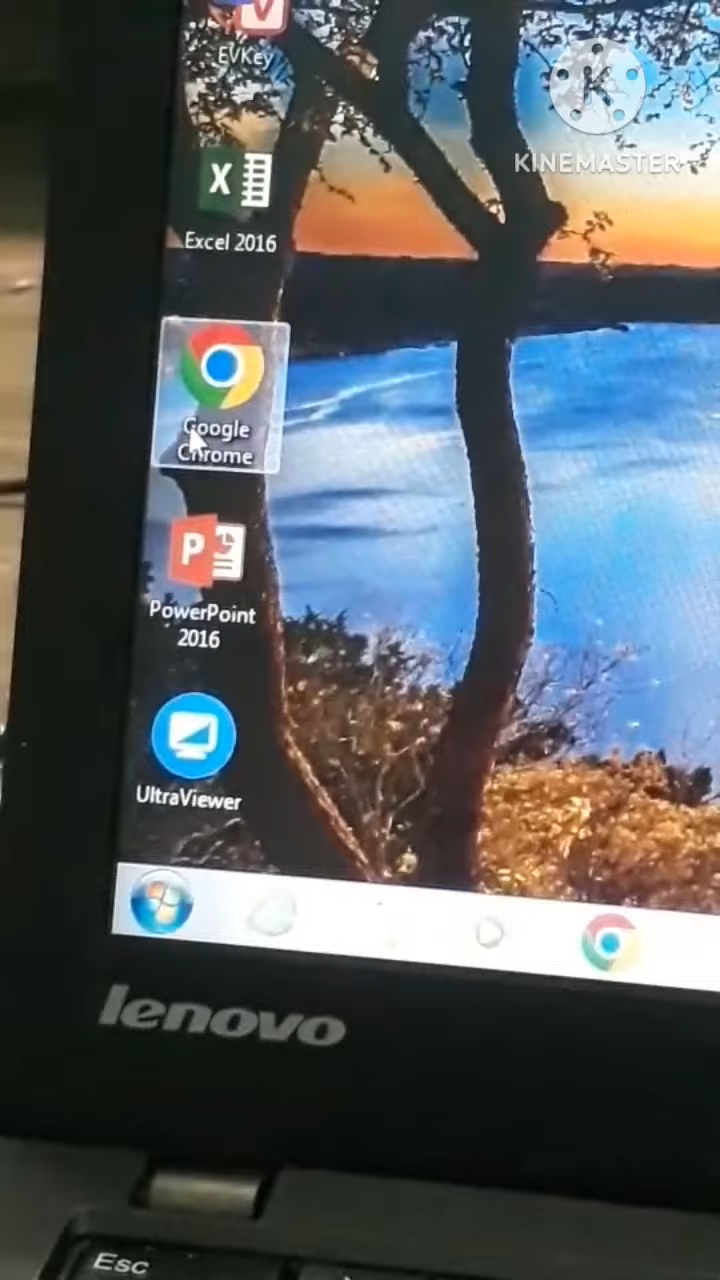 EVKey
KINEMASTER
Excel 2016
Google
Chrome
PowerPoint
2016
UltraViewer
lenovo
Esc